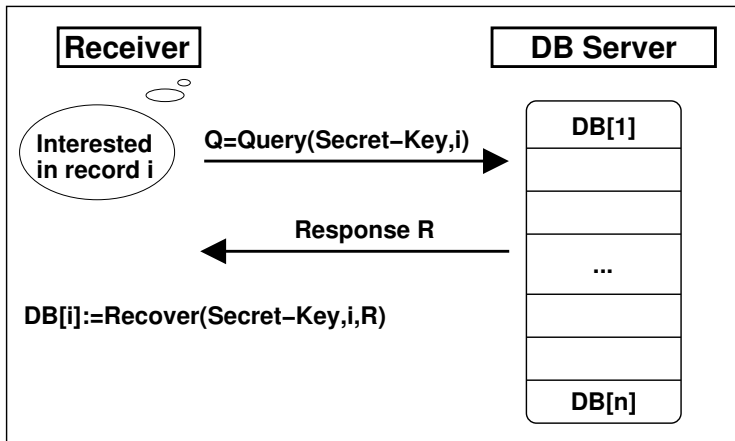 Receiver
DB Server
Interested
in record i
Q=Query(Secret−Key,i)
Response R
DB[i]:=Recover(Secret−Key,i,R)
DB[1]
...
DB[n]